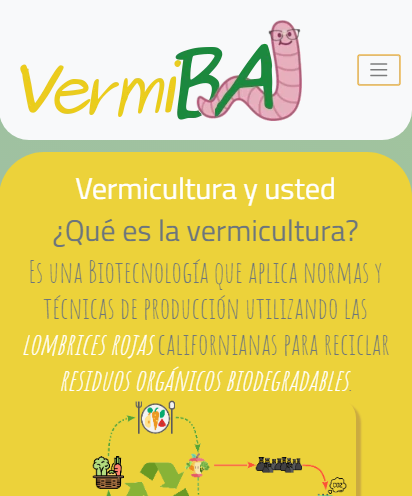 VermiBA
Vermicultura y usted
¿Qué es la vermicultura?
Es una Biotecnología que aplica normas y
técnicas de producción utilizando las
lombrices rojas californianas para reciclar
residuos orgánicos biodegradables.
CO2